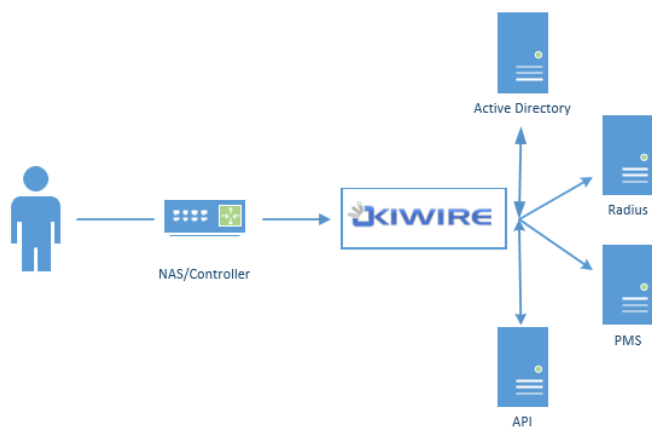 Active Directory
Radius
KIWIRE
NAS/Controller
PMS
API